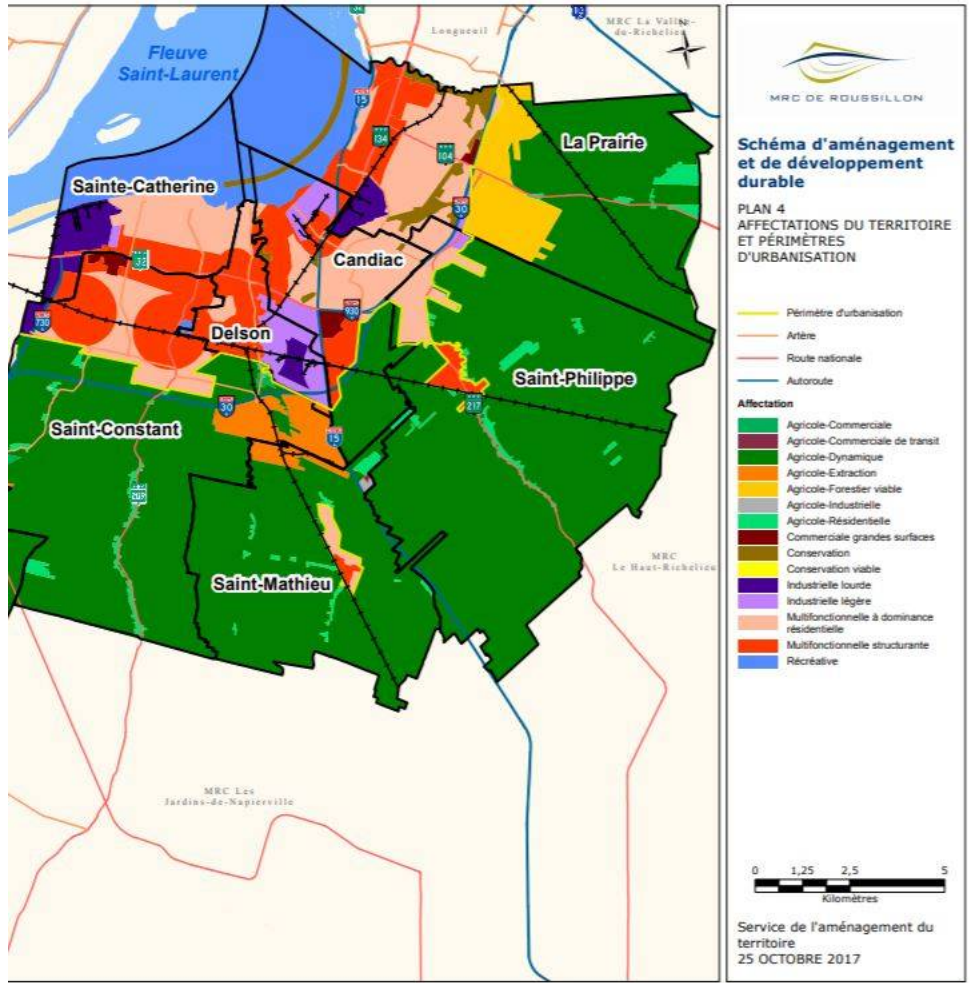 Longueuil
MRC La Vallée-
du-Richelieu
N
Fleuve
Saint-Laurent
15
134
La Prairie
104
Sainte-Catherine
30
Candiac
132
930
730
Delson
Saint-Philippe
30
217
Saint-Constant
15
209
MRC
Le Haut-Richelieu
Saint-Mathieu
MRC Les
Jardins-de-Napierville
MRC DE ROUSSILLON
Schéma d'aménagement
et de développement
durable
PLAN 4
AFFECTATIONS DU TERRITOIRE
ET PÉRIMÈTRES
D'URBANISATION
Périmètre d'urbanisation
Artère
Route nationale
Autoroute
Affectation
Agricole-Commerciale
Agricole-Commerciale de transit
Agricole-Dynamique
Agricole-Extraction
Agricole-Forestier viable
Agricole-Industrielle
Agricole-Résidentielle
Commerciale grandes surfaces
Conservation
Conservation viable
Industrielle lourde
Industrielle légère
Multifonctionnelle à dominance
résidentielle
Multifonctionnelle structurante
Récréative
0 1,25 2,5 5
Kilomètres
Service de l'aménagement du
territoire
25 OCTOBRE 2017